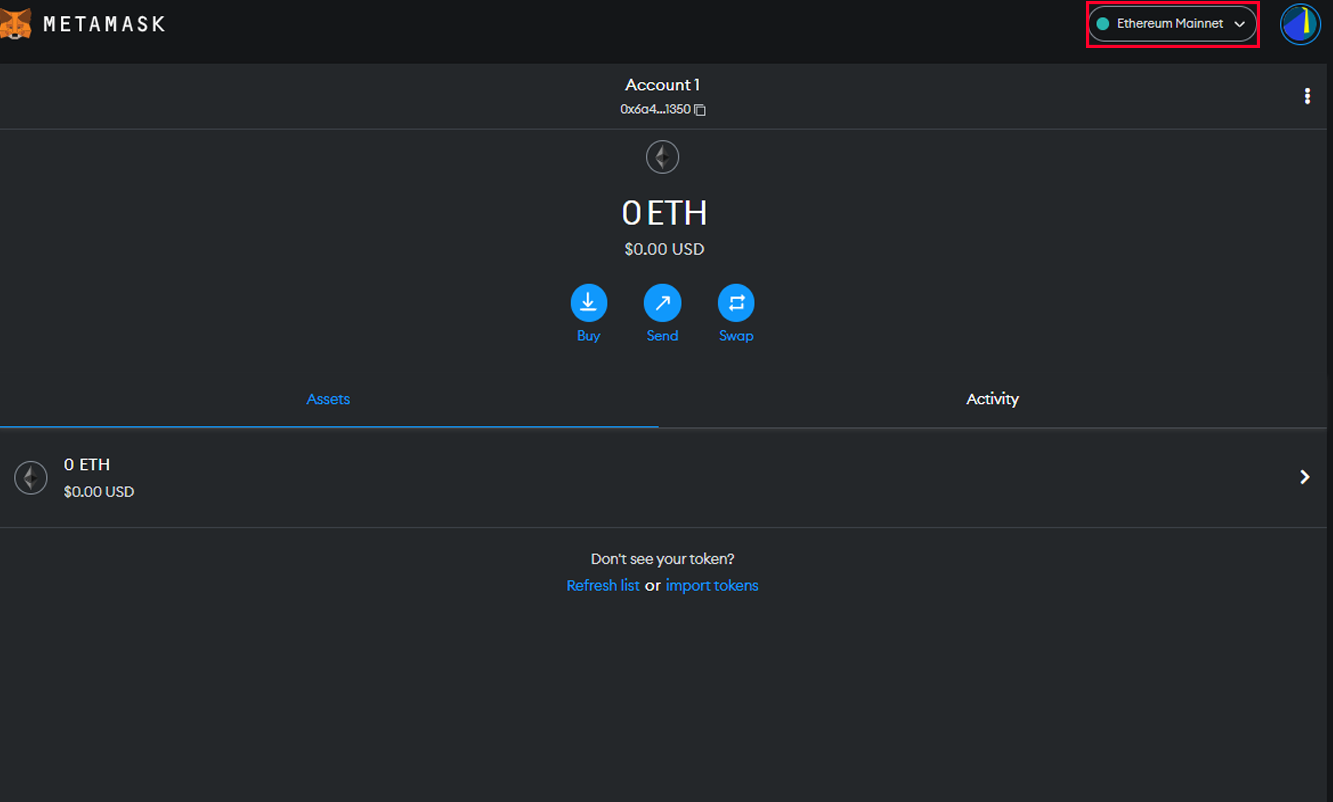 METAMASK
Ethereum Mainnet
Account 1
0x6a4...1350
0 ETH
$0.00 USD
Buy
Send
Swap
Assets
Activity
0 ETH
$0.00 USD
Don't see your token?
Refresh list or import tokens